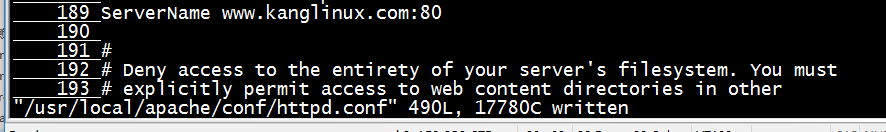 189 ServerName www.kanglinux.com:80
190
191 #
192 # Deny access to the entirety of your server's filesystem. You must
193 # explicitly permit access to web content directories in other
"/usr/local/apache/conf/httpd.conf" 490L, 17780C written